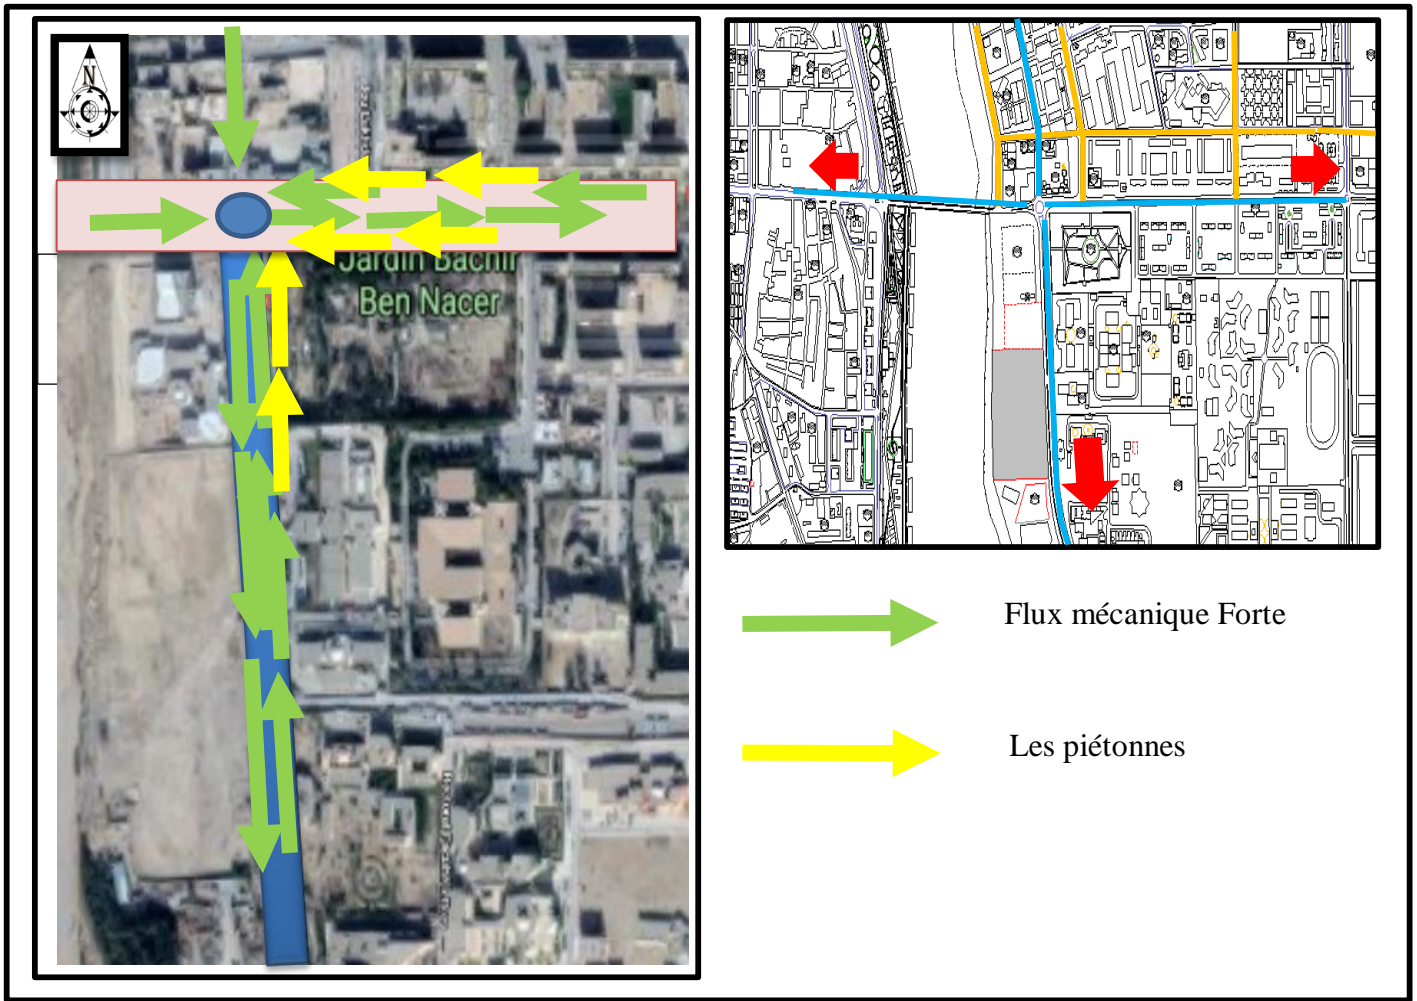 N
Jardin Bachir
Ben Nacer
Flux mécanique Forte
Les piétonnes